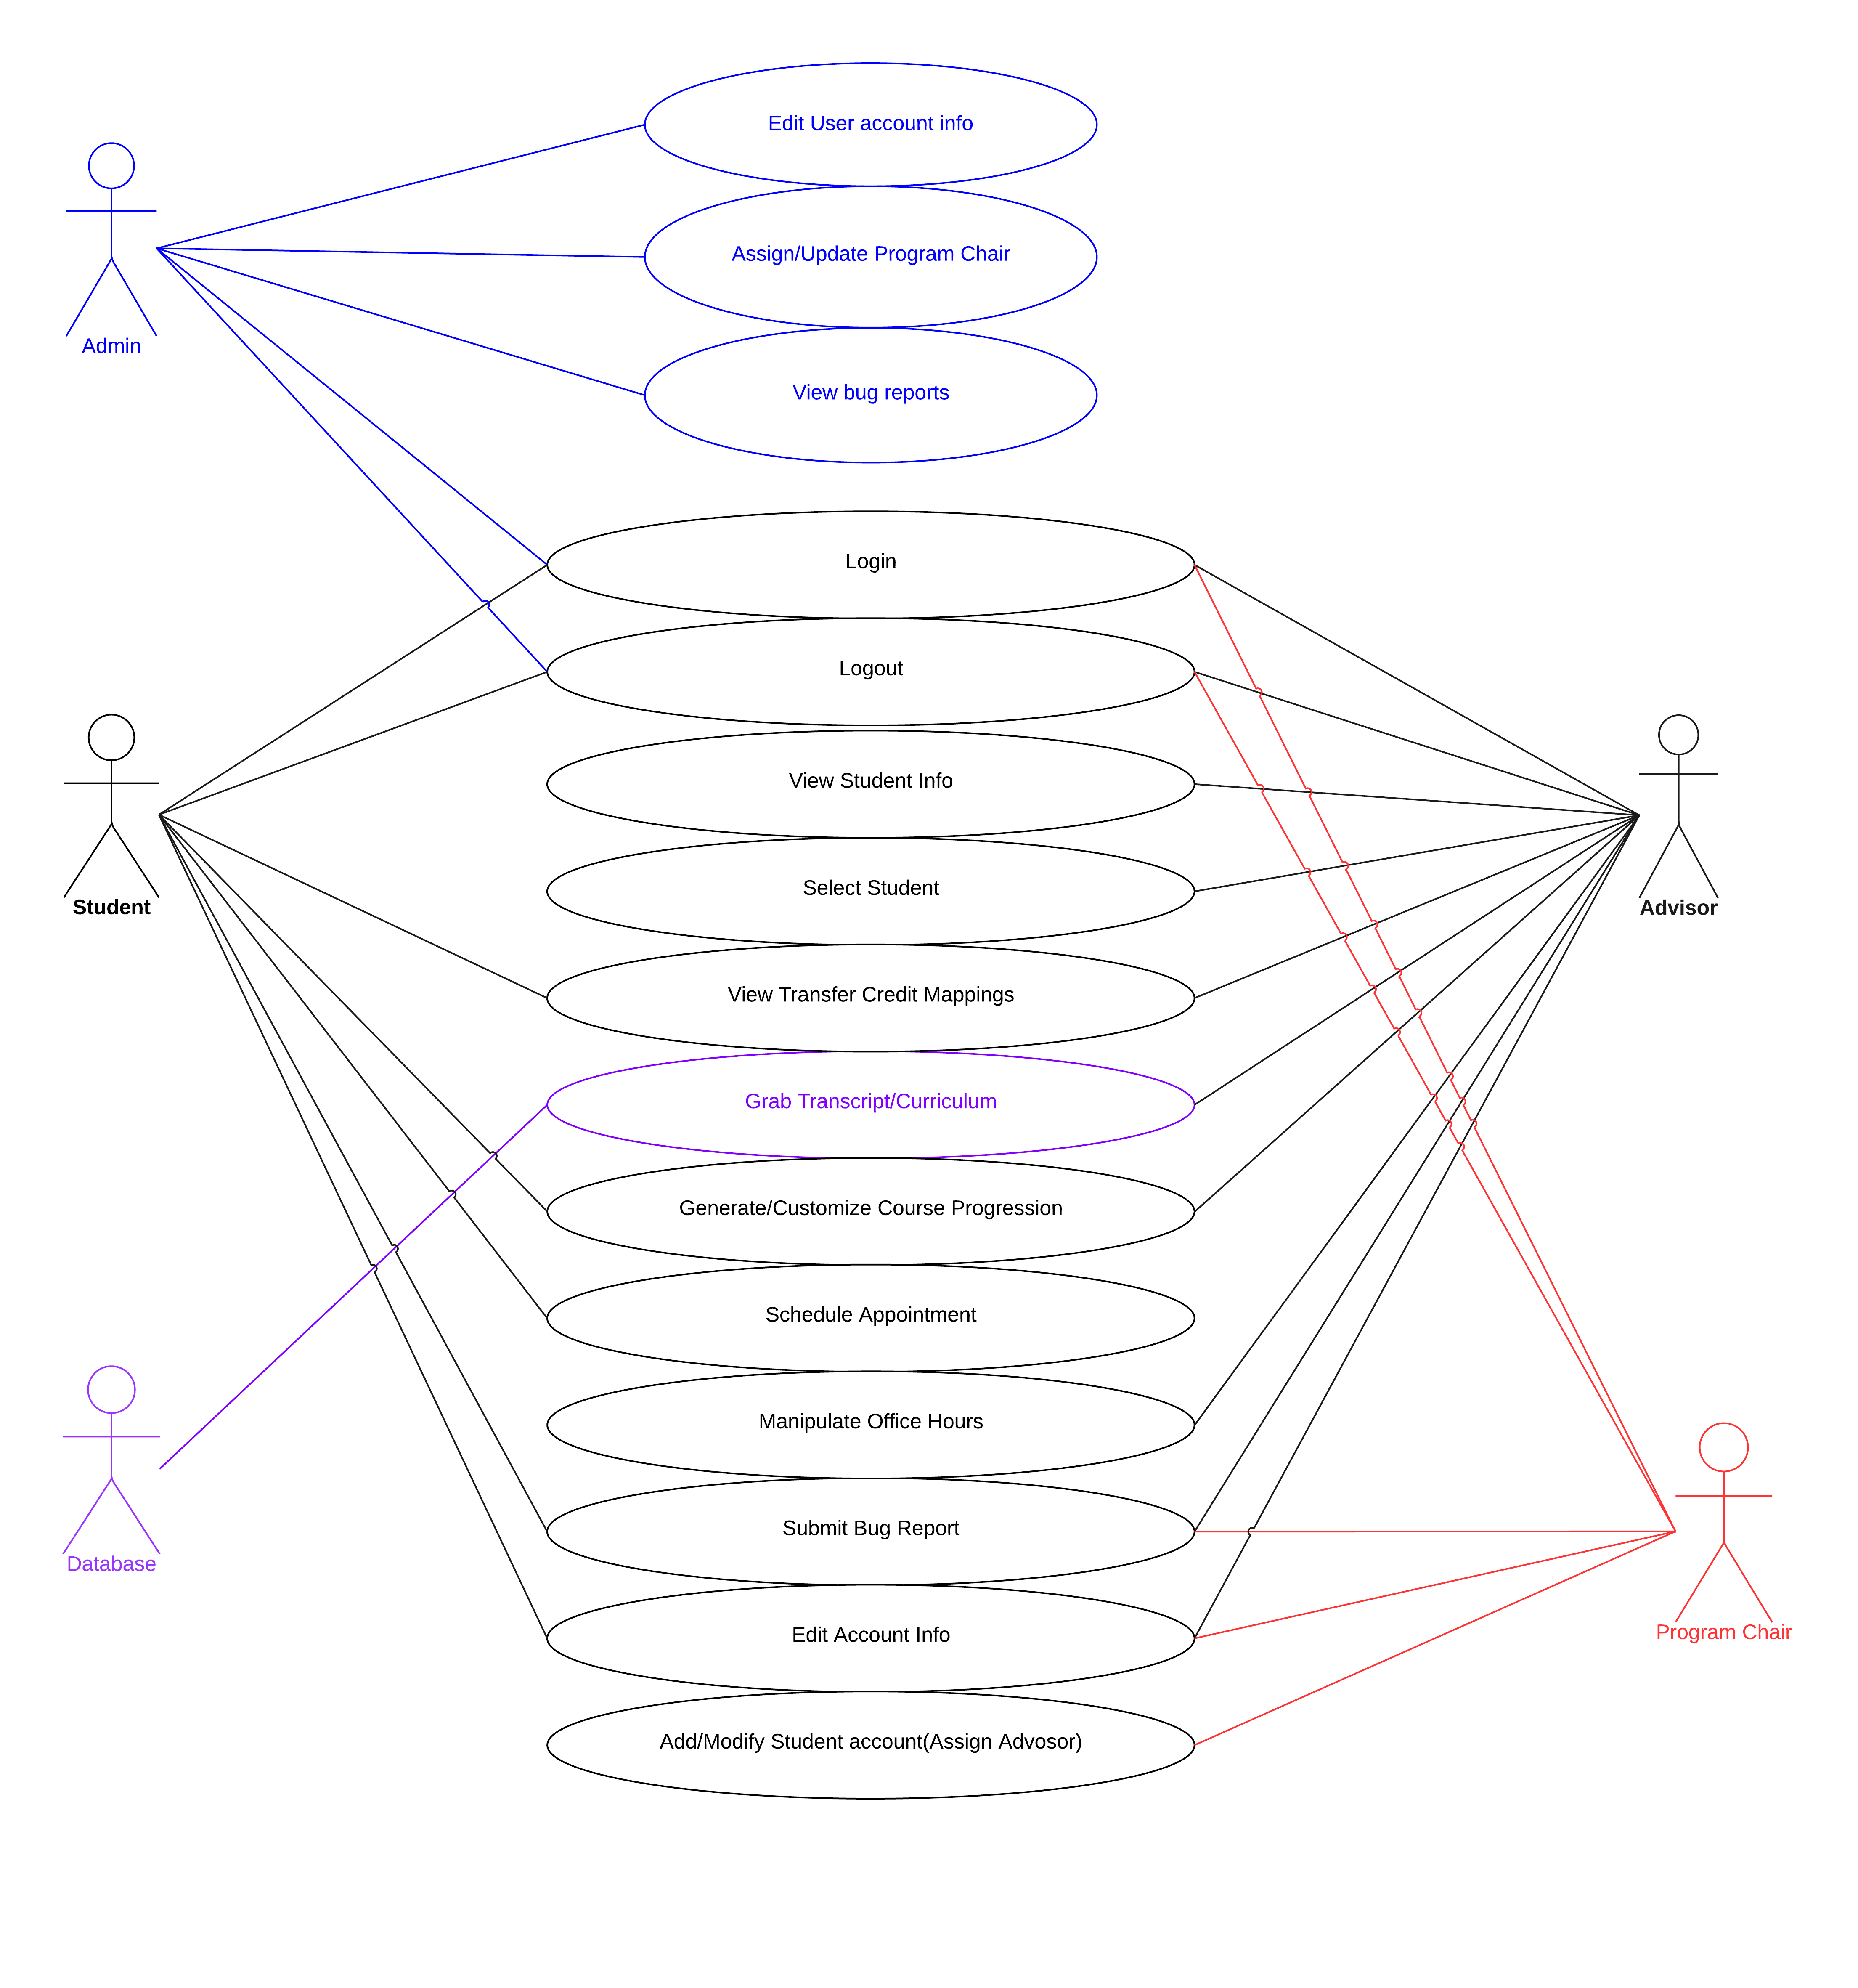 Edit User account info
Assign/Update Program Chair
Admin
View bug reports
Login
Logout
View Student Info
Select Student
Student
Advisor
View Transfer Credit Mappings
Grab Transcript/Curriculum
Generate/Customize Course Progression
Schedule Appointment
Manipulate Office Hours
Submit Bug Report
Database
Edit Account Info
Program Chair
Add/Modify Student account(Assign Advosor)